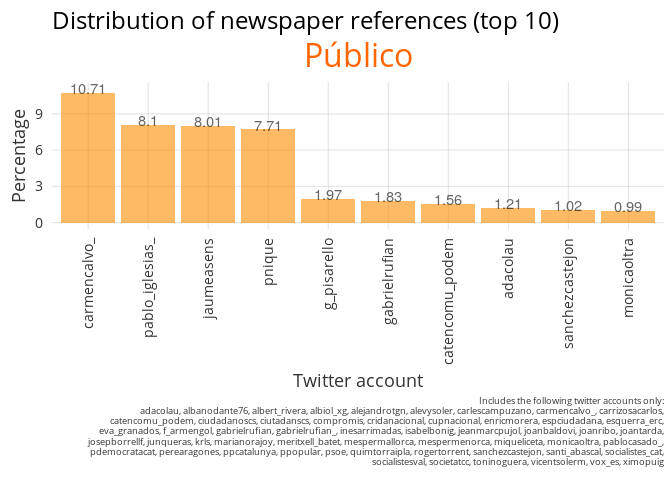 Distribution of newspaper references (top 10)
Público
Percentage
9
6
3
0
10.71
8.1
8.01
7.71
1.97
1.83
1.56
1.21
1.02
0.99
carmencalvo_
pablo_iglesias_
jaumeasens
pnique
g_pisarello
gabrielrufian
catencomu_podem
adacolau
sanchezcastejon
monicaoltra
Twitter account
Includes the following twitter accounts only:
adacolau, albanodante76, albert_rivera, albiol_xg, alejandrotgn, alevysoler, carlescampuzano, carmencalvo_, carrizosacarlos,
catencomu_podem, ciudadanoscs, ciutadanscs, compromis, cridanacional, cupnacional, enricmorera, espciudadana, esquerra_erc,
eva_granados, f_armengol, gabrielrufian, gabrielrufian_, inesarrimadas, isabelbonig, jeanmarcpujol, joanbaldovi, joanribo, joantarda,
josepborrellf, junqueras, krls, marianorajoy, meritxell_batet, mespermallorca, mespermenorca, miqueliceta, monicaoltra, pablocasado_,
pdemocratacat, perearagones, ppcatalunya, ppopular, psoe, quimtorraipla, rogertorrent, sanchezcastejon, santi_abascal, socialistes_cat,
socialistesval, societatcc, toninoguera, vicentsolerm, vox_es, ximopuig